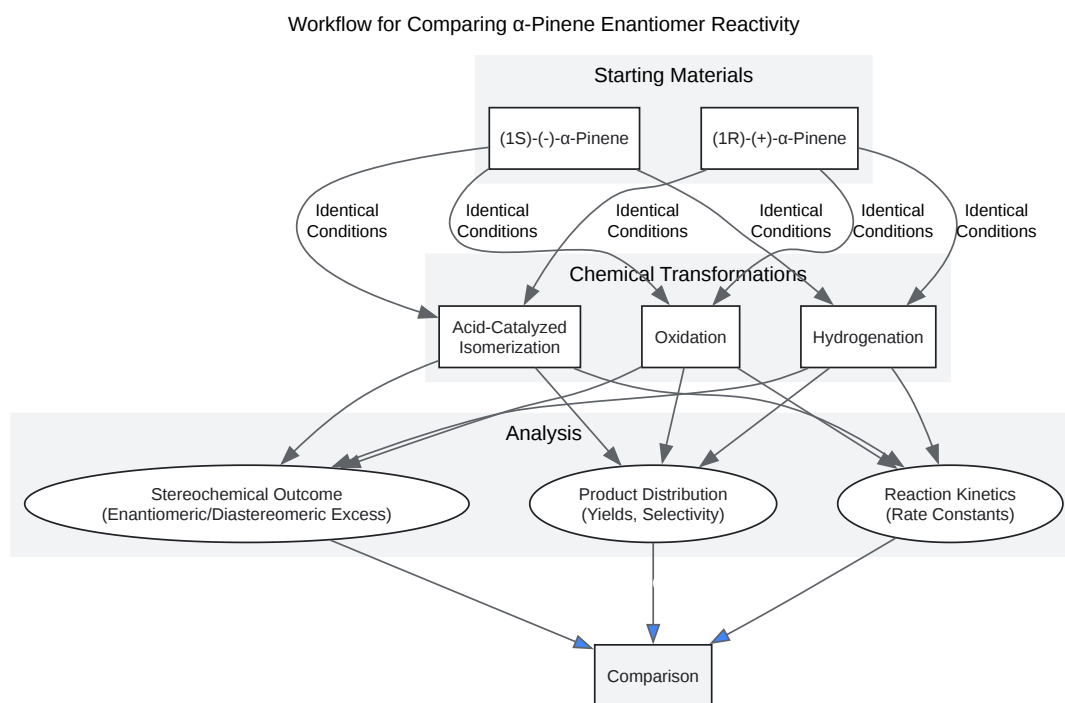 Workflow for Comparing α-Pinene Enantiomer Reactivity
Starting Materials
(1S)-(-)-α-Pinene
(1R)-(+)-α-Pinene
Identical
Conditions
Identical
Conditions
Identical
Conditions
Identical
Conditions
Identical
Conditions
Identical
Conditions
Chemical Transformations
Acid-Catalyzed
Isomerization
Oxidation
Hydrogenation
Analysis
Stereochemical Outcome
(Enantiomeric/Diastereomeric Excess)
Product Distribution
(Yields, Selectivity)
Reaction Kinetics
(Rate Constants)
Comparison